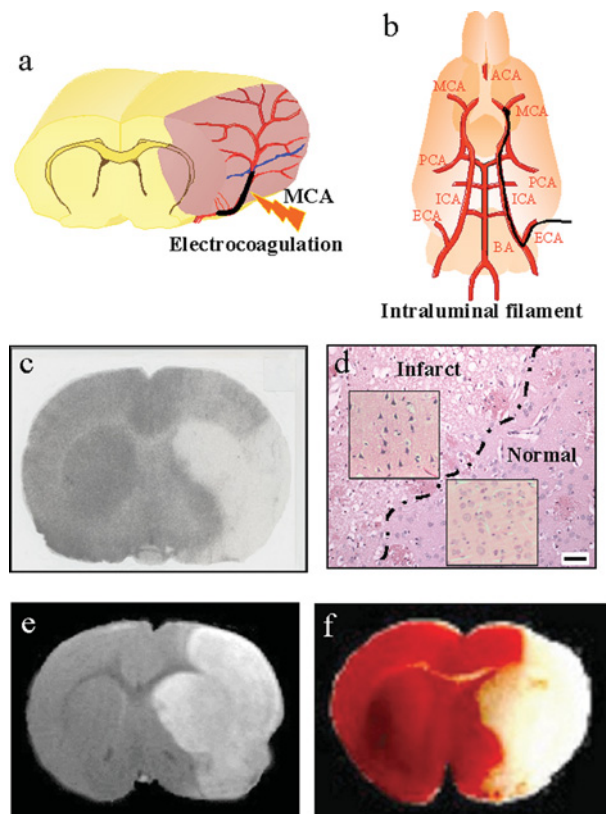 a
MCA
Electrocoagulation
b
ACA
MCA
MCA
PCA
PCA
ICA
ICA
ECA
BA
ECA
Intraluminal filament
c
d
Infarct
Normal
e
f